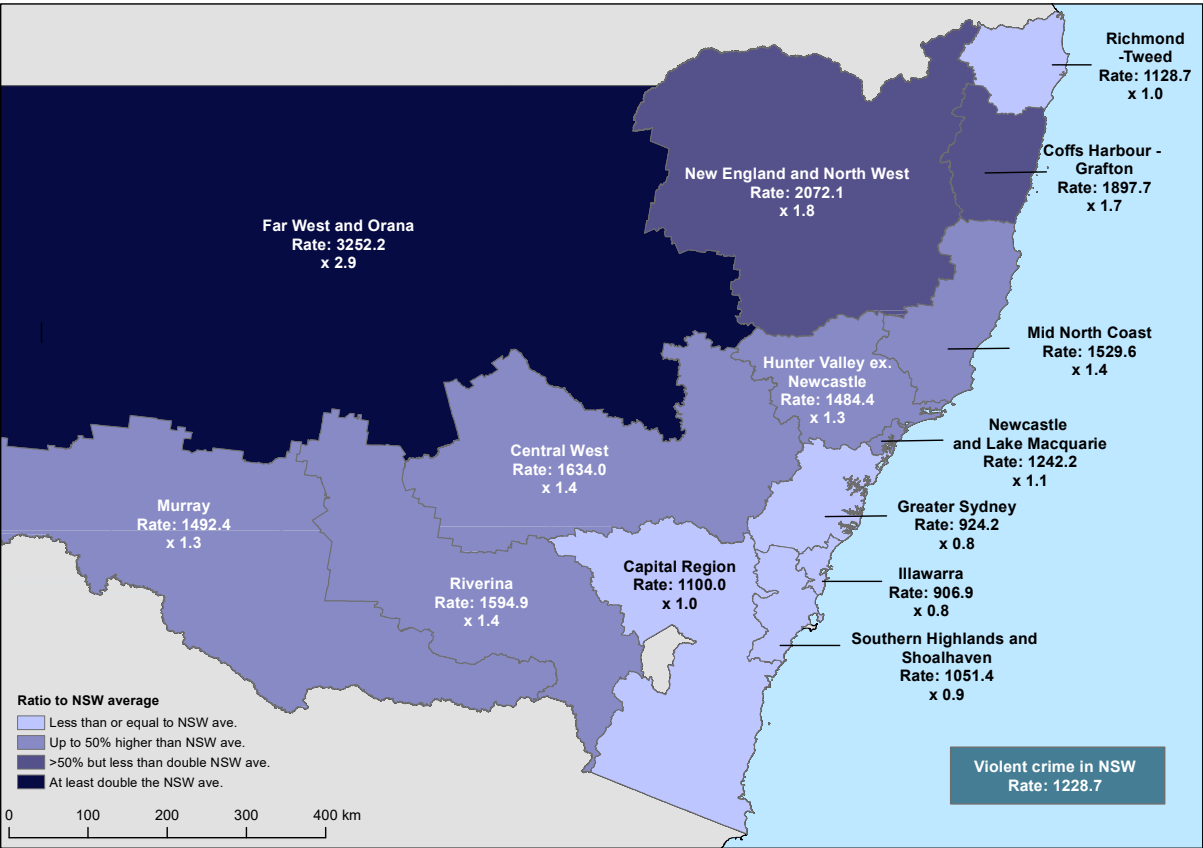 Richmond
-Tweed
Rate: 1128.7
x 1.0
Coffs Harbour -
Grafton
Rate: 1897.7
x 1.7
New England and North West
Rate: 2072.1
x 1.8
Far West and Orana
Rate: 3252.2
x 2.9
Mid North Coast
Rate: 1529.6
x 1.4
Hunter Valley ex.
Newcastle
Rate: 1484.4
x 1.3
Newcastle
and Lake Macquarie
Rate: 1242.2
x 1.1
Central West
Rate: 1634.0
x 1.4
Murray
Rate: 1492.4
x 1.3
Greater Sydney
Rate: 924.2
x 0.8
Capital Region
Rate: 1100.0
x 1.0
Riverina
Rate: 1594.9
x 1.4
Illawarra
Rate: 906.9
x 0.8
Southern Highlands and
Shoalhaven
Rate: 1051.4
x 0.9
Ratio to NSW average
Less than or equal to NSW ave.
Up to 50% higher than NSW ave.
>50% but less than double NSW ave.
At least double the NSW ave.
0 100 200 300 400 km
Violent crime in NSW
Rate: 1228.7